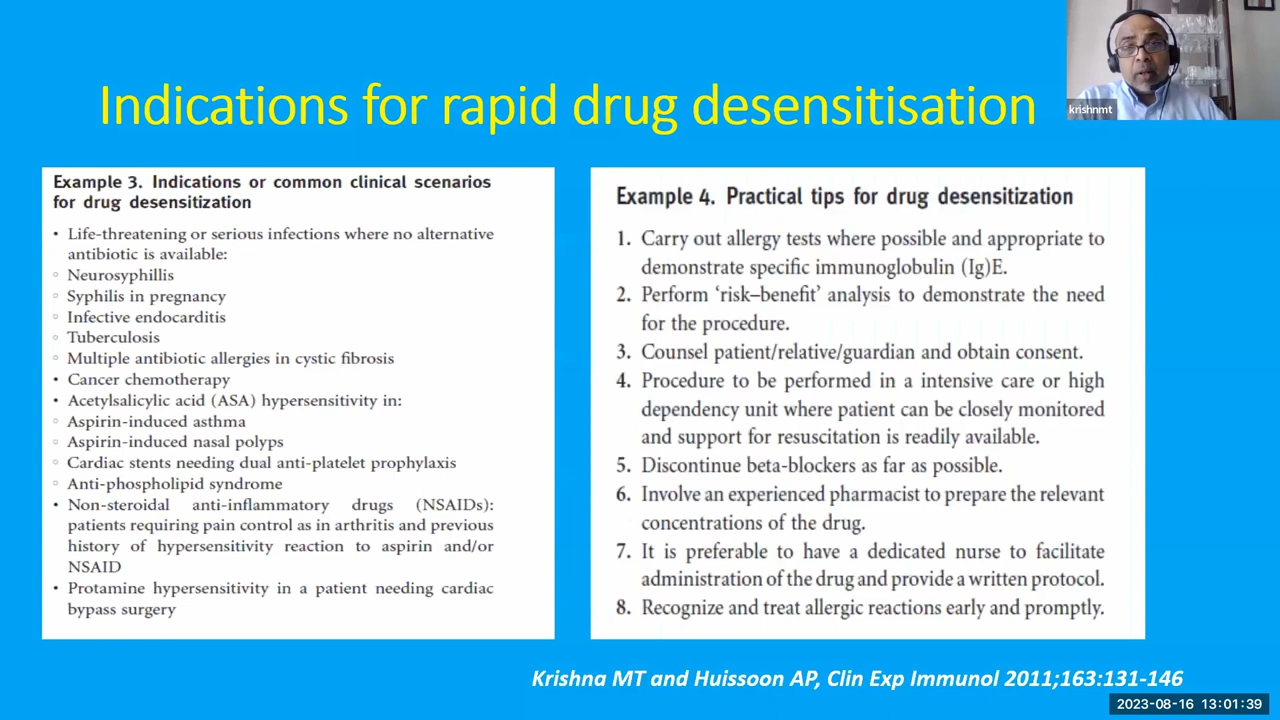 Indications for rapid drug desensitisation
krishnmt
Example 3. Indications or common clinical scenarios
for drug desensitization
• Life-threatening or serious infections where no alternative
antibiotic is available:
○ Neurosyphillis
○ Syphilis in pregnancy
○ Infective endocarditis
○ Tuberculosis
○ Multiple antibiotic allergies in cystic fibrosis
• Cancer chemotherapy
• Acetylsalicylic acid (ASA) hypersensitivity in:
○ Aspirin-induced asthma
○ Aspirin-induced nasal polyps
○ Cardiac stents needing dual anti-platelet prophylaxis
○ Anti-phospholipid syndrome
• Non-steroidal anti-inflammatory drugs (NSAIDs):
patients requiring pain control as in arthritis and previous
history of hypersensitivity reaction to aspirin and/or
NSAID
• Protamine hypersensitivity in a patient needing cardiac
bypass surgery
Example 4. Practical tips for drug desensitization
1. Carry out allergy tests where possible and appropriate to
demonstrate specific immunoglobulin (Ig)E.
2. Perform ‘risk–benefit’ analysis to demonstrate the need
for the procedure.
3. Counsel patient/relative/guardian and obtain consent.
4. Procedure to be performed in a intensive care or high
dependency unit where patient can be closely monitored
and support for resuscitation is readily available.
5. Discontinue beta-blockers as far as possible.
6. Involve an experienced pharmacist to prepare the relevant
concentrations of the drug.
7. It is preferable to have a dedicated nurse to facilitate
administration of the drug and provide a written protocol.
8. Recognize and treat allergic reactions early and promptly.
Krishna MT and Huissoon AP, Clin Exp Immunol 2011;163:131-146
2023-08-16 13:01:39